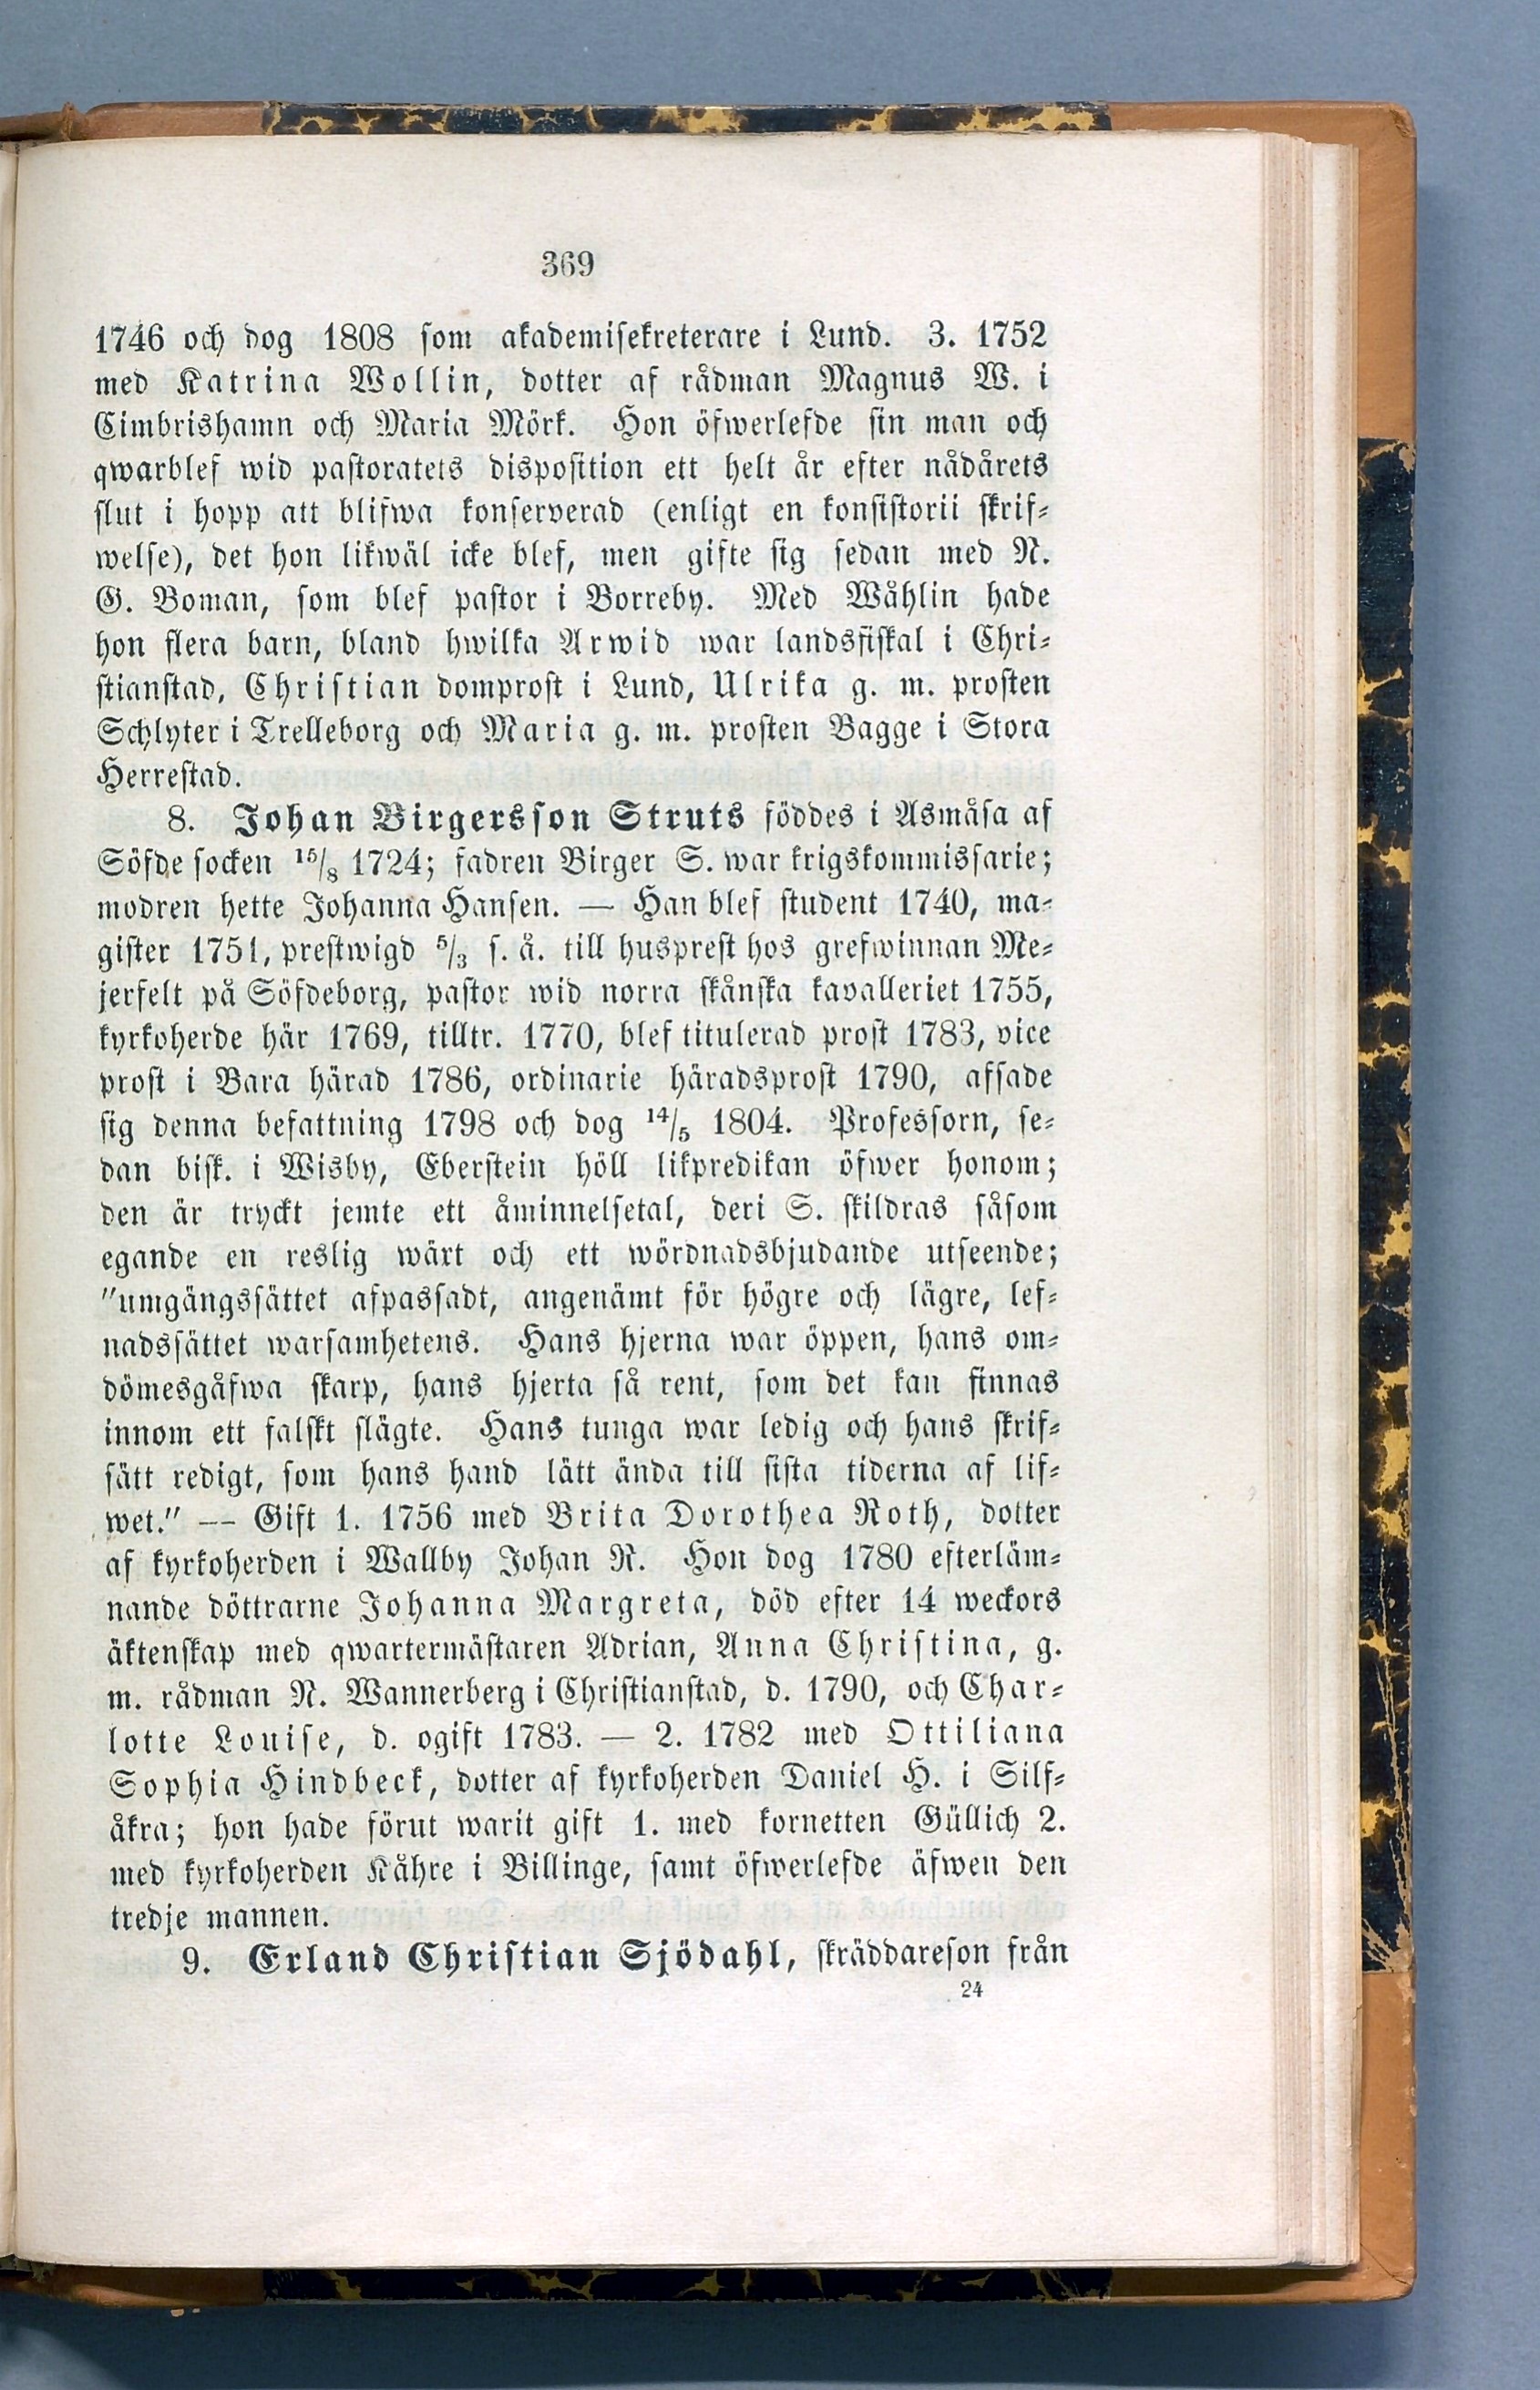 369
1746 och dog 1808 som akademisekreterare i Lund. 3. 1752
med Katrina Wollin, dotter af rådman Magnus W. i
Cimbrishamn och Maria Mörk. Hon öfwerlefde sin man och
qwarblef wid pastoratets disposition ett helt år efter nådårets
slut i hopp att blifwa konserverad (enligt en konsistorii skrif-
welse), det hon likwäl icke blef, men gifte sig sedan med N.
G. Boman, som blef pastor i Borreby. Med Wåhlin hade
hon flera barn, bland hwilka Arwid war landsfiskal i Chri-
stianstad, Christian domprost i Lund, Ulrika g. m. prosten
Schlyter i Trelleborg och Maria g. m. prosten Bagge i Stora
Herrestad.
8. Johan Birgersson Struts föddes i Asmåsa af
Söfde socken 15/8 1724; fadren Birger S. war krigskommissarie;
modren hette Johanna Hansen. — Han blef student 1740, ma-
gister 1751, prestwigd 5/3 s. å. till husprest hos grefwinnan Me-
jerfelt på Söfdeborg, pastor wid norra skånska kavalleriet 1755,
kyrkoherde här 1769, tilltr. 1770, blef titulerad prost 1783, vice
prost i Bara härad 1786, ordinarie häradsprost 1790, afsade
sig denna befattning 1798 och dog 14/5 1804. Professorn, se-
dan bisk. i Wisby, Eberstein höll likpredikan öfwer honom;
den är tryckt jemte ett åminnelsetal, deri S. skildras såsom
egande en reslig wäxt och ett wördnadsbjudande utseende;
"umgängssättet afpassadt, angenämt för högre och lägre, lef-
nadssättet warsamhetens. Hans hjerna war öppen, hans om-
dömesgåfwa skarp, hans hjerta så rent, som det kan finnas
innom ett falskt slägte. Hans tunga war ledig och hans skrif-
sätt redigt, som hans hand lätt ända till sista tiderna af lif-
wet." — Gift 1. 1756 med Brita Dorothea Roth, dotter
af kyrkoherden i Wallby Johan R. Hon dog 1780 efterläm-
nande döttrarne Johanna Margreta, död efter 14 weckors
äktenskap med qwartermästaren Adrian, Anna Christina, g.
m. rådman N. Wannerberg i Christianstad, d. 1790, och Char-
lotte Louise, d. ogift 1783. — 2. 1782 med Ottiliana
Sophia Hindbeck, dotter af kyrkoherden Daniel H. i Silf-
åkra; hon hade förut warit gift 1. med kornetten Güllich 2.
med kyrkoherden Kåhre i Billinge, samt öfwerlefde äfwen den
tredje mannen.
9. Erland Christian Sjödahl, skräddareson från
24